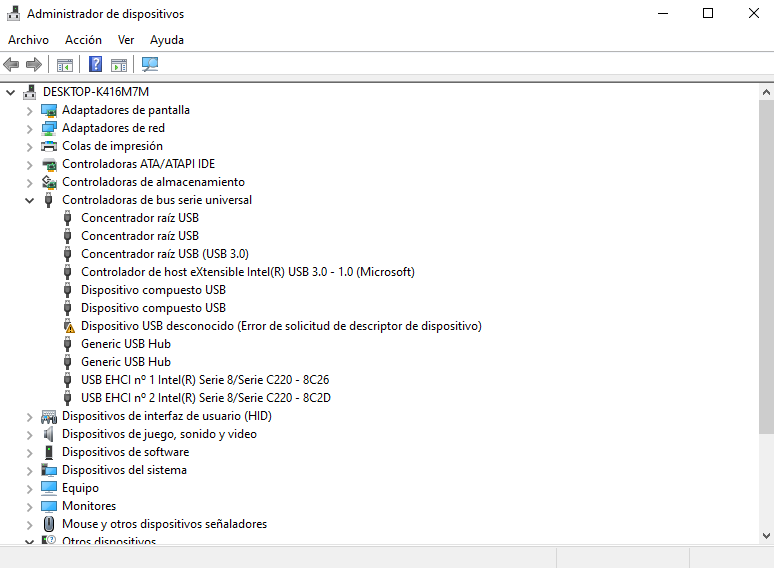 Administrador de dispositivos
Archivo Acción Ver Ayuda
DESKTOP-K416M7M
Adaptadores de pantalla
Adaptadores de red
Colas de impresión
Controladoras ATA/ATAPI IDE
Controladoras de almacenamiento
Controladoras de bus serie universal
Concentrador raíz USB
Concentrador raíz USB
Concentrador raíz USB (USB 3.0)
Controlador de host eXtensible Intel(R) USB 3.0 - 1.0 (Microsoft)
Dispositivo compuesto USB
Dispositivo compuesto USB
Dispositivo USB desconocido (Error de solicitud de descriptor de dispositivo)
Generic USB Hub
Generic USB Hub
USB EHCI nº 1 Intel(R) Serie 8/Serie C220 - 8C26
USB EHCI nº 2 Intel(R) Serie 8/Serie C220 - 8C2D
Dispositivos de interfaz de usuario (HID)
Dispositivos de juego, sonido y video
Dispositivos de software
Dispositivos del sistema
Equipo
Monitores
Mouse y otros dispositivos señaladores
Otros dispositivos